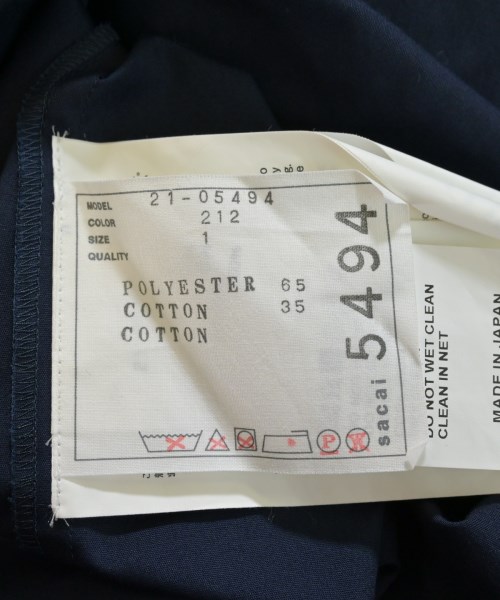 MODEL 21-05494
COLOR 212
SIZE 1
QUALITY
POLYESTER 65
COTTON 35
COTTON
P
W
sacai 5494
DO NOT WET CLEAN
CLEAN IN NET
MADE IN JAPAN